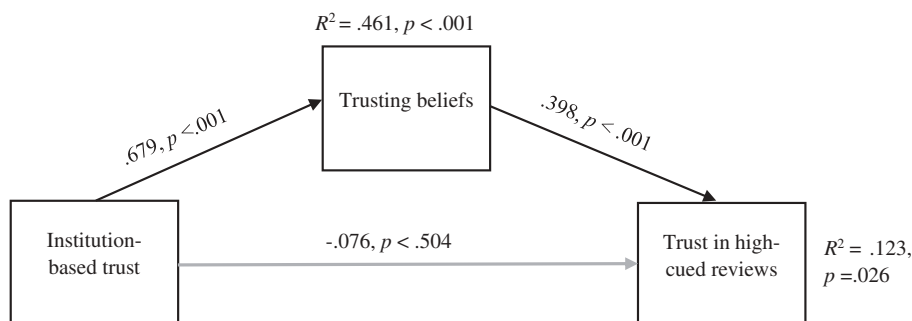 R² = .461, p < .001
Trusting beliefs
.679, p <.001
.398, p < .001
Institution-
based trust
-.076, p < .504
Trust in high-
cued reviews
R² = .123,
p =.026